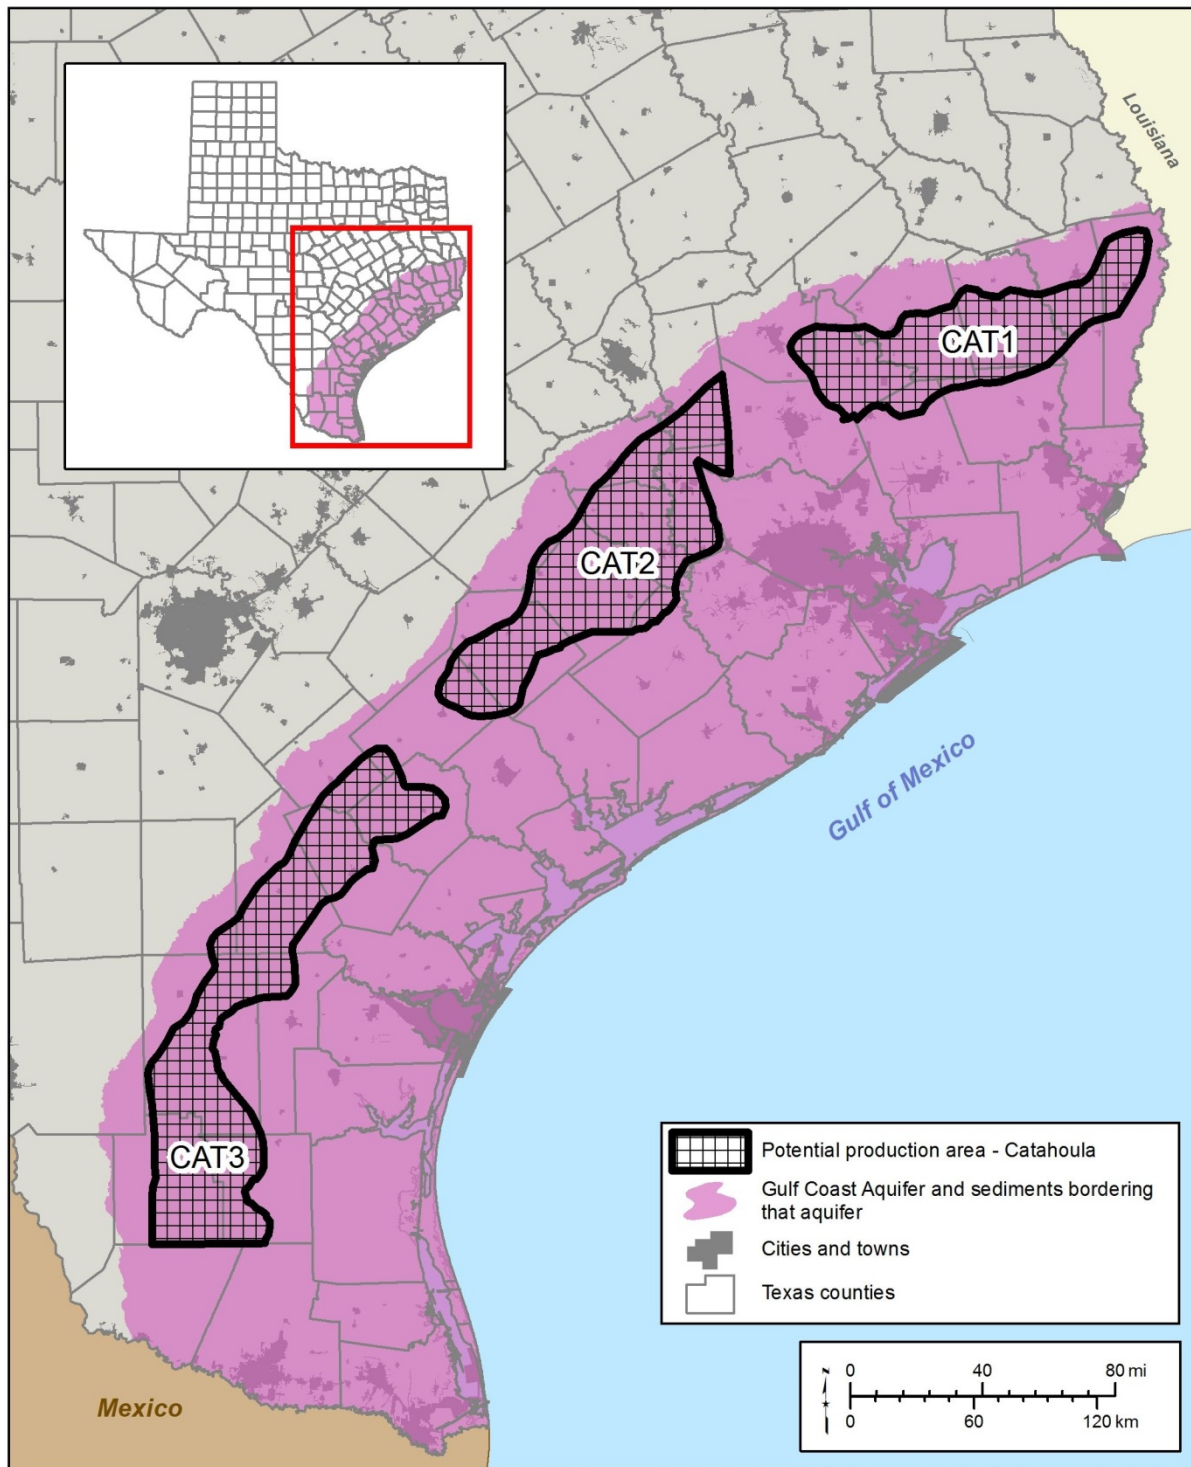 Louisiana
CAT1
CAT2
Gulf of Mexico
CAT3
Mexico
Potential production area - Catahoula
Gulf Coast Aquifer and sediments bordering
that aquifer
Cities and towns
Texas counties
N
0 40 80 mi
0 60 120 km